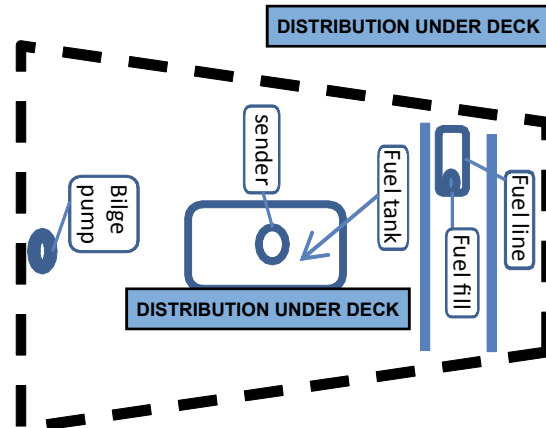 DISTRIBUTION UNDER DECK
sender
Fuel tank
Fuel line
Fuel fill
Bilge
pump
DISTRIBUTION UNDER DECK